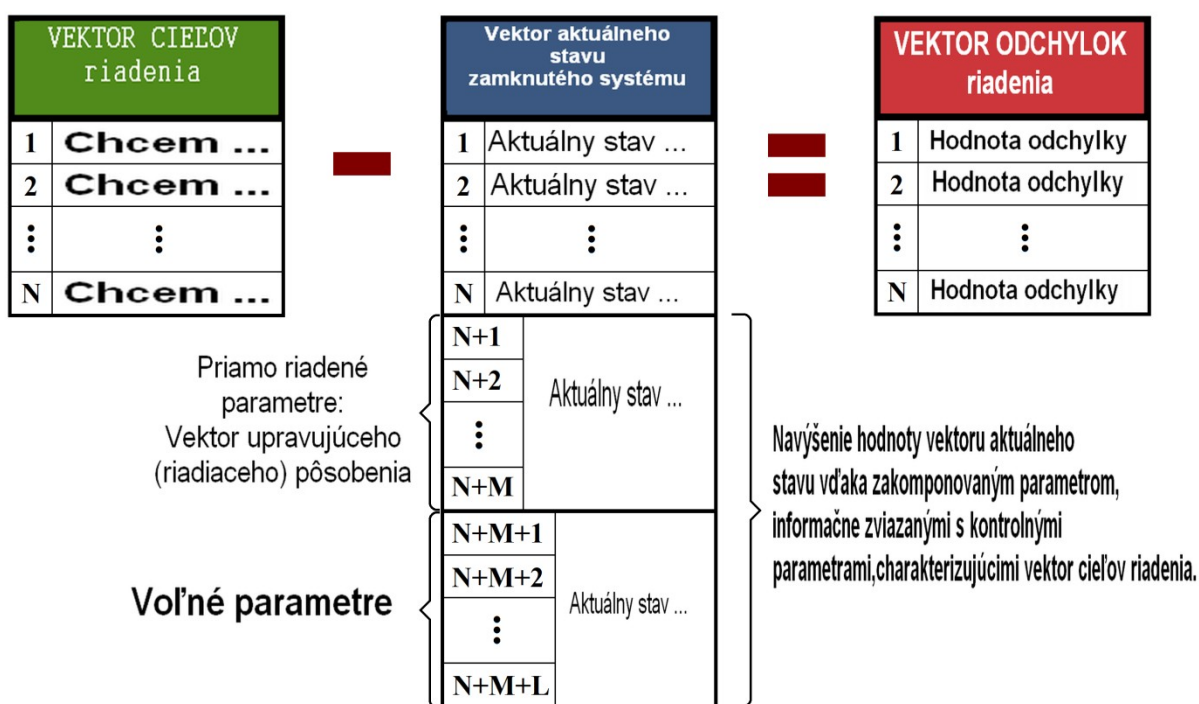 VEKTOR CIEĽOV
riadenia
1 Chcem ...
2 Chcem ...
⋮ ⋮
N Chcem ...
Vektor aktuálneho
stavu
zamknutého systému
1 Aktuálny stav ...
2 Aktuálny stav ...
⋮ ⋮
N Aktuálny stav ...
N+1
N+2
Aktuálny stav ...
⋮
N+M
N+M+1
N+M+2
Aktuálny stav ...
⋮
N+M+L
VEKTOR ODCHYLOK
riadenia
1 Hodnota odchylky
2 Hodnota odchylky
⋮ ⋮
N Hodnota odchylky
Priamo riadené
parametre:
Vektor upravujúceho
(riadiaceho) pôsobenia
Voľné parametre
Navýšenie hodnoty vektoru aktuálneho
stavu vďaka zakomponovaným parametrom,
informačne zviazanými s kontrolnými
parametrami,charakterizujúcimi vektor cieľov riadenia.